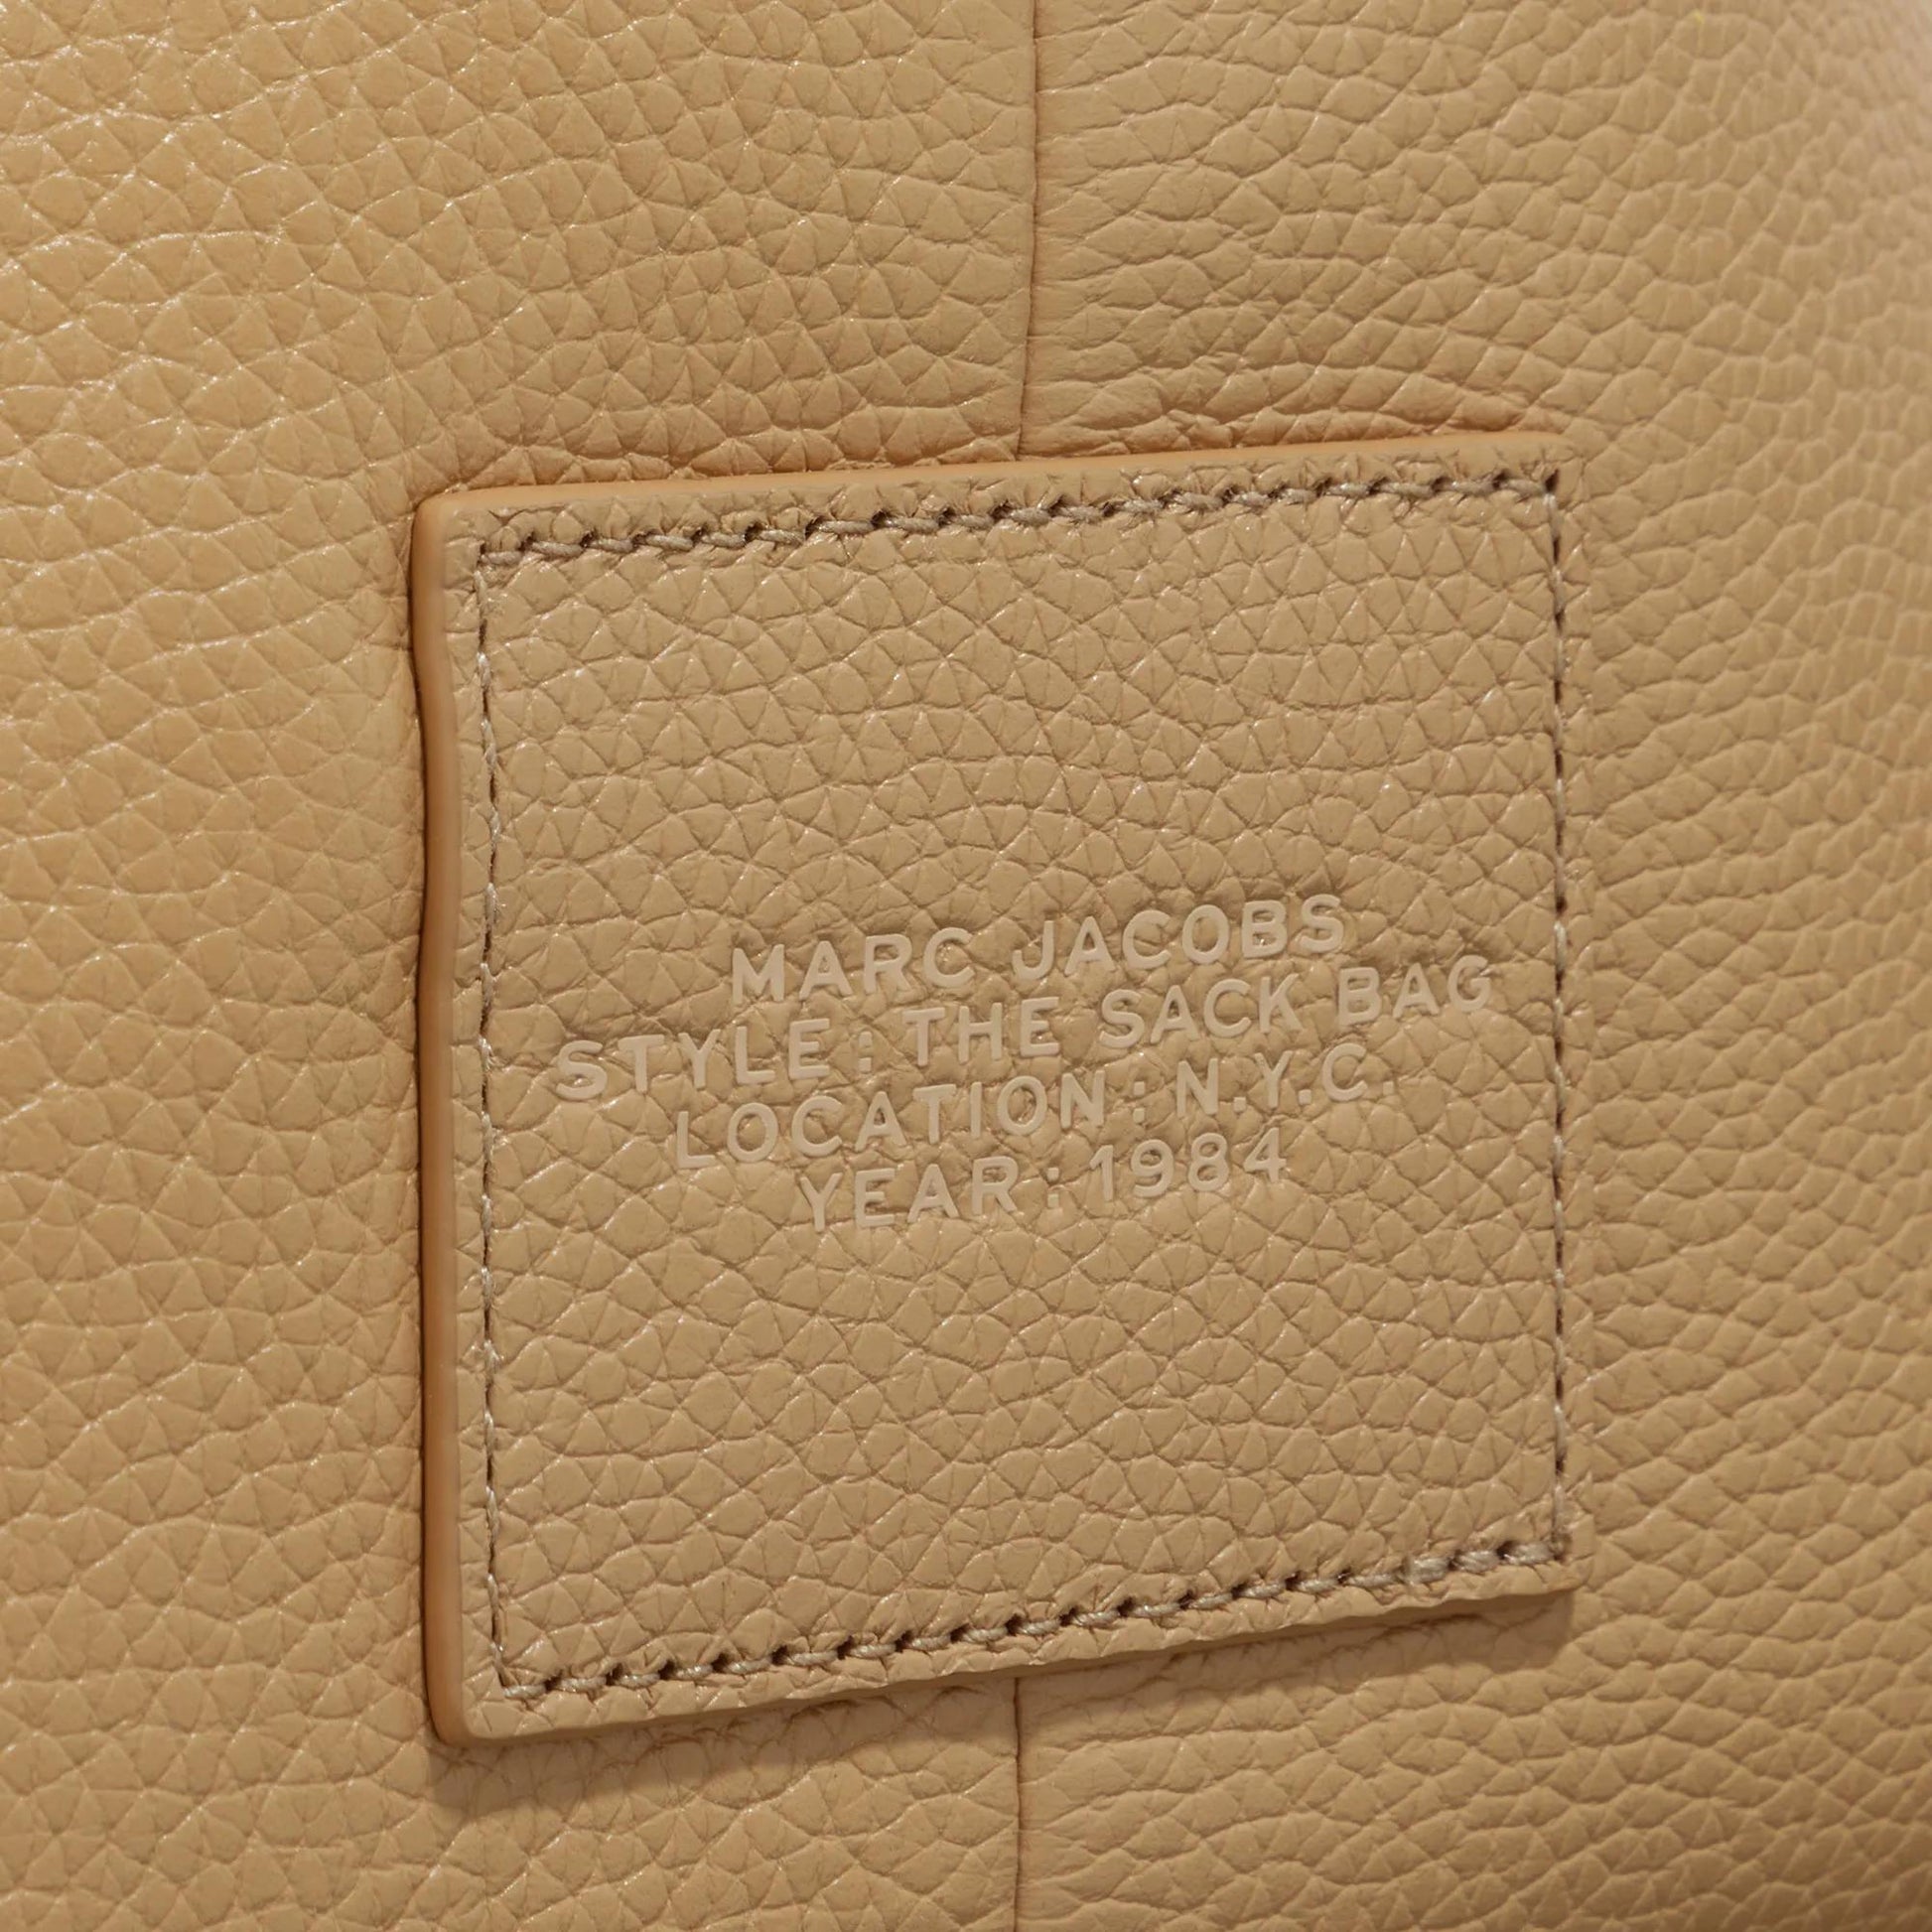 MARC JACOBS
STYLE : THE SACK BAG
LOCATION : N.Y.C.
YEAR : 1984